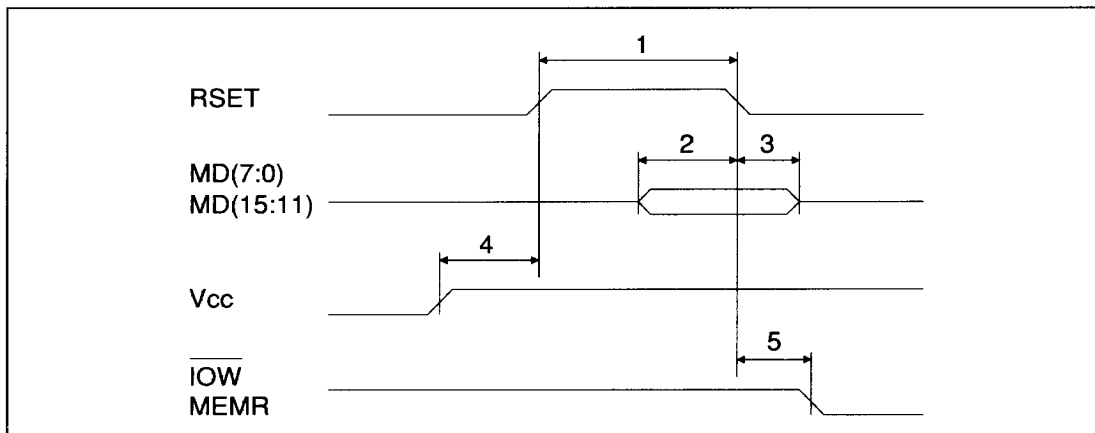 1
RSET
2
3
MD(7:0)
MD(15:11)
4
Vcc
5
IOW
MEMR